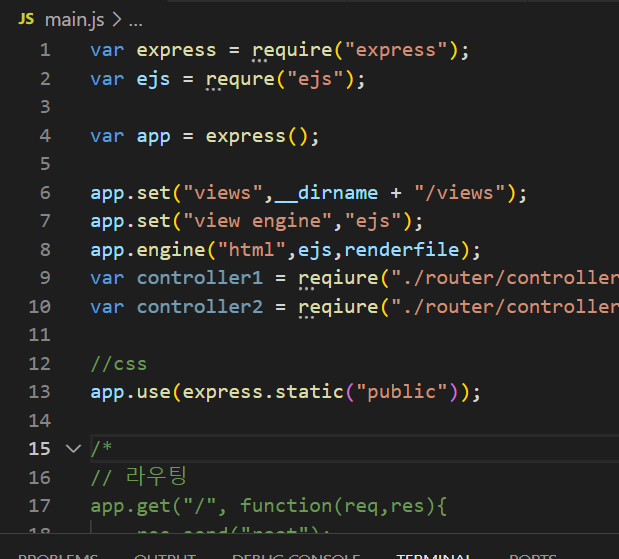 JS main.js > ...
1 var express = require("express");
2 var ejs = requre("ejs");
3
4 var app = express();
5
6 app.set("views",__dirname + "/views");
7 app.set("view engine","ejs");
8 app.engine("html",ejs,renderfile);
9 var controller1 = reqiure("./router/controller
10 var controller2 = reqiure("./router/controller
11
12 //css
13 app.use(express.static("public"));
14
15 /*
16 // 라우팅
17 app.get("/", function(req,res){
18 res.send("root");
PROBLEMS OUTPUT DEBUG CONSOLE TERMINAL PORTS